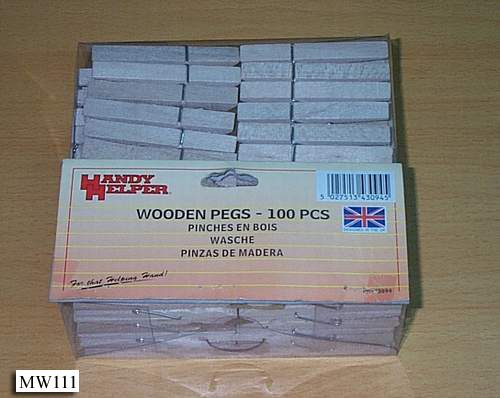 HANDY
HELPER
5 027513 430945
WOODEN PEGS - 100 PCS
PINCHES EN BOIS
WASCHE
PINZAS DE MADERA
For that Helping Hand!
MW111